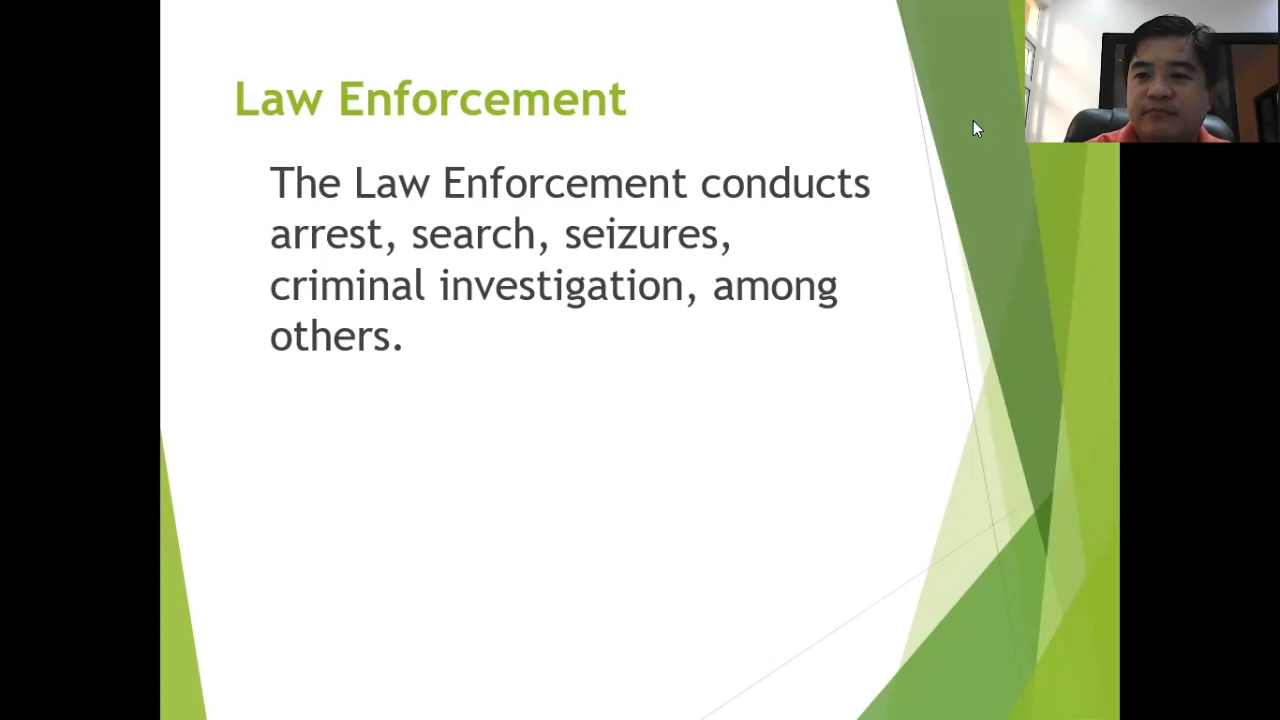 Law Enforcement
The Law Enforcement conducts
arrest, search, seizures,
criminal investigation, among
others.